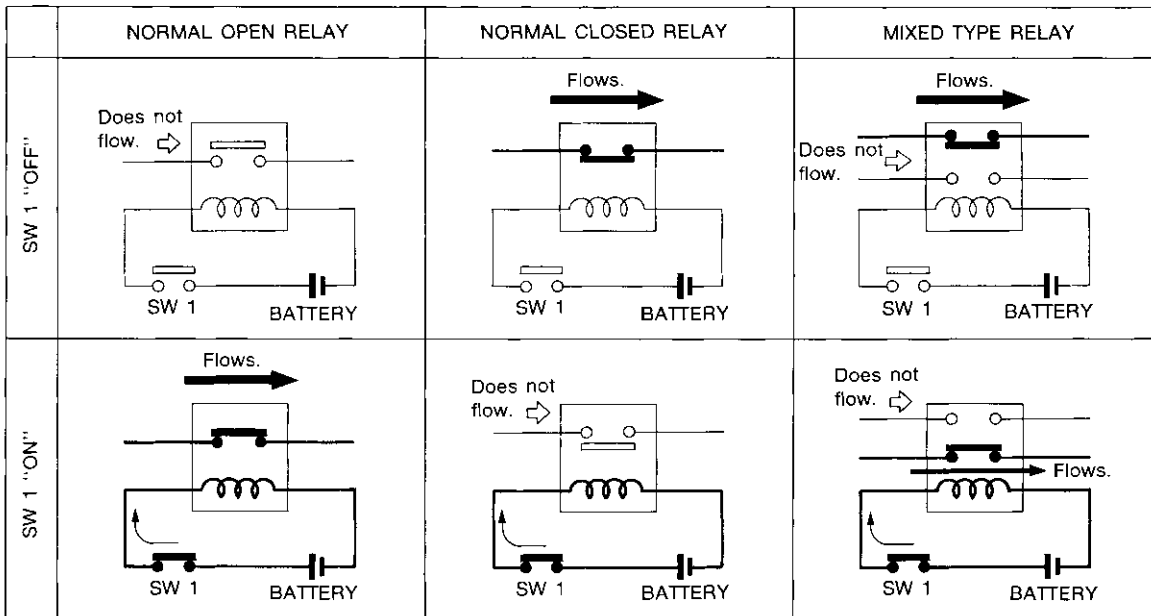 NORMAL OPEN RELAY
NORMAL CLOSED RELAY
MIXED TYPE RELAY
SW 1 "OFF"
Does not
flow.
SW 1
BATTERY
Flows.
SW 1
BATTERY
Flows.
Does not
flow.
SW 1
BATTERY
SW 1 "ON"
Flows.
SW 1
BATTERY
Does not
flow.
SW 1
BATTERY
Does not
flow.
Flows.
SW 1
BATTERY